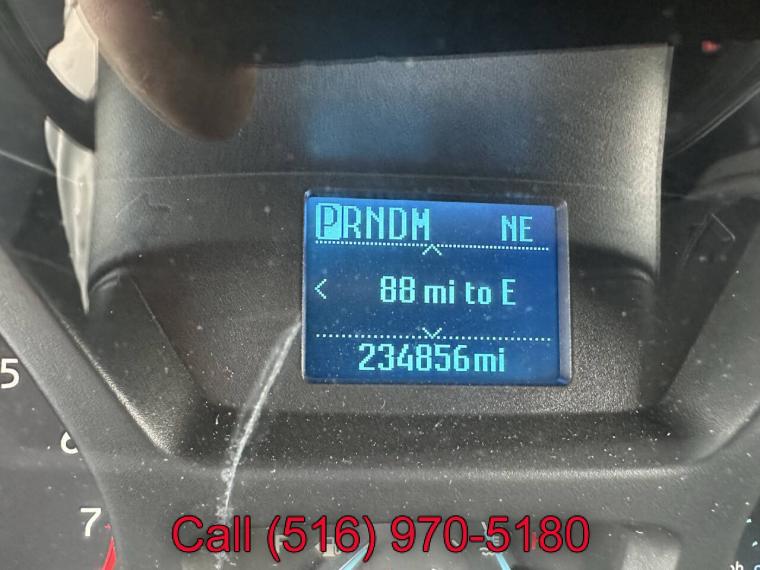 PRNDM NE
88 mi to E
234856mi
5
6
7
Call (516) 970-5180